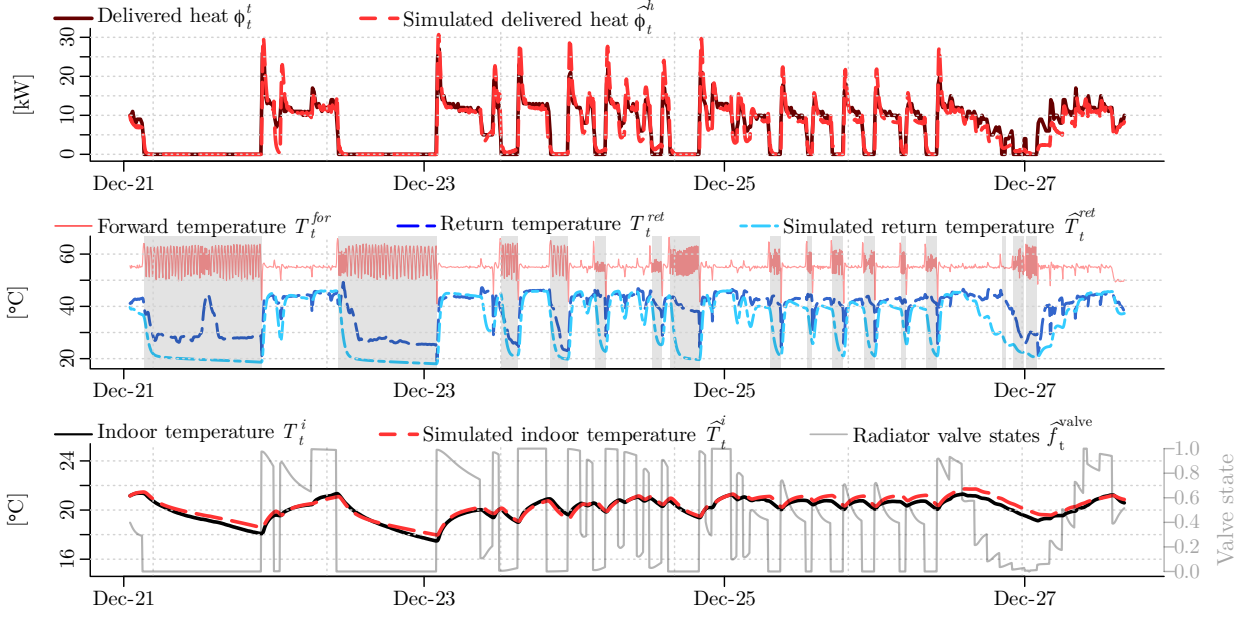 Delivered heat ϕ_t^t Simulated delivered heat ϕ̂_t^h
30
10
0
[kW]
Dec-21 Dec-23 Dec-25 Dec-27
Forward temperature T_t^for Return temperature T_t^ret Simulated return temperature T̂_t^ret
60
40
20
[°C]
Dec-21 Dec-23 Dec-25 Dec-27
Indoor temperature T_t^i Simulated indoor temperature T̂_t^i Radiator valve states f̂_t^valve
24
20
16
[°C]
1.0
0.8
0.6
0.4
0.2
0.0
Valve state
Dec-21 Dec-23 Dec-25 Dec-27